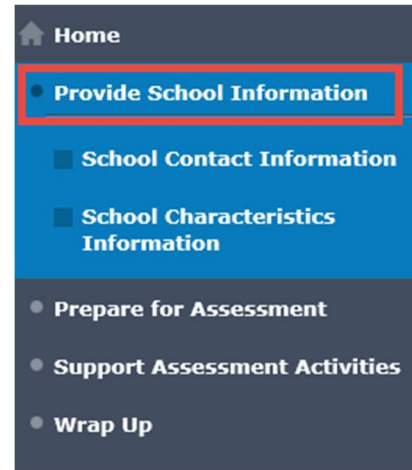 Home
Provide School Information
School Contact Information
School Characteristics
Information
Prepare for Assessment
Support Assessment Activities
Wrap Up